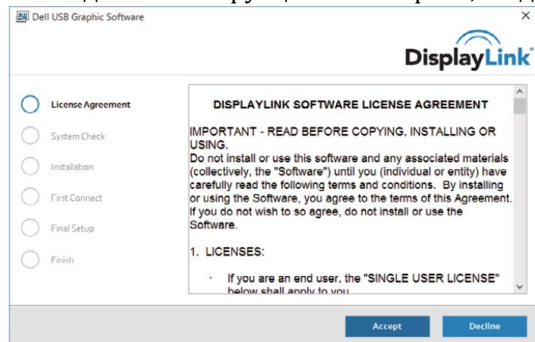 Dell USB Graphic Software
DisplayLink
License Agreement
System Check
Installation
First Connect
Final Setup
Finish
DISPLAYLINK SOFTWARE LICENSE AGREEMENT
IMPORTANT - READ BEFORE COPYING, INSTALLING OR
USING.
Do not install or use this software and any associated materials
(collectively, the "Software") until you (individual or entity) have
carefully read the following terms and conditions. By installing
or using the Software, you agree to the terms of this Agreement.
If you do not wish to so agree, do not install or use the
Software.
1. LICENSES:
· If you are an end user, the "SINGLE USER LICENSE"
below shall apply to you
Accept
Decline